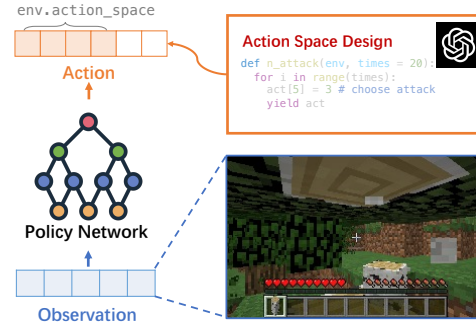 env.action_space
Action
Action Space Design
def n_attack(env, times = 20):
for i in range(times):
act[5] = 3 # choose attack
yield act
Policy Network
Observation